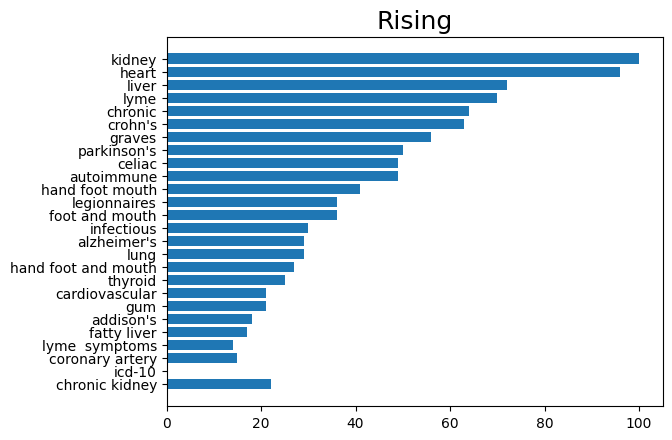 Rising
kidney
heart
liver
lyme
chronic
crohn's
graves
parkinson's
celiac
autoimmune
hand foot mouth
legionnaires
foot and mouth
infectious
alzheimer's
lung
hand foot and mouth
thyroid
cardiovascular
gum
addison's
fatty liver
lyme  symptoms
coronary artery
icd-10
chronic kidney
0 20 40 60 80 100